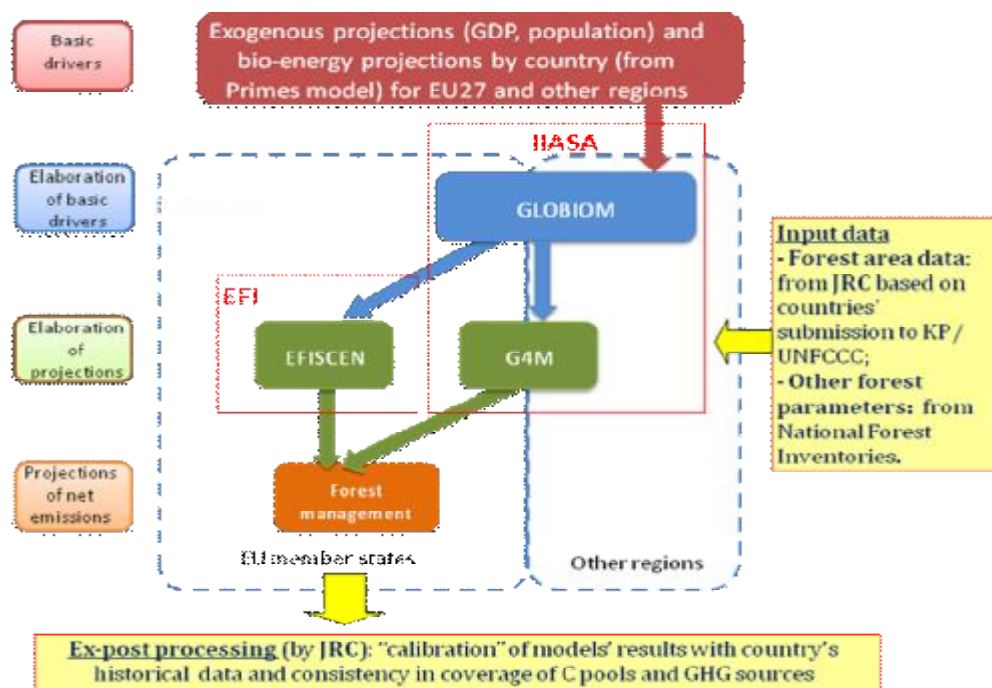 Basic
drivers
Exogenous projections (GDP, population) and
bio-energy projections by country (from
Primes model) for EU27 and other regions
IIASA
Elaboration
of basic
drivers
GLOBIOM
Input data
- Forest area data:
from JRC based on
countries'
submission to KP/
UNFCCC;
- Other forest
parameters: from
National Forest
Inventories.
EFI
Elaboration
of
projections
EFISCEN
G4M
Projections
of net
emissions
Forest
management
EU member states
Other regions
Ex-post processing (by JRC): "calibration" of models' results with country's
historical data and consistency in coverage of C pools and GHG sources